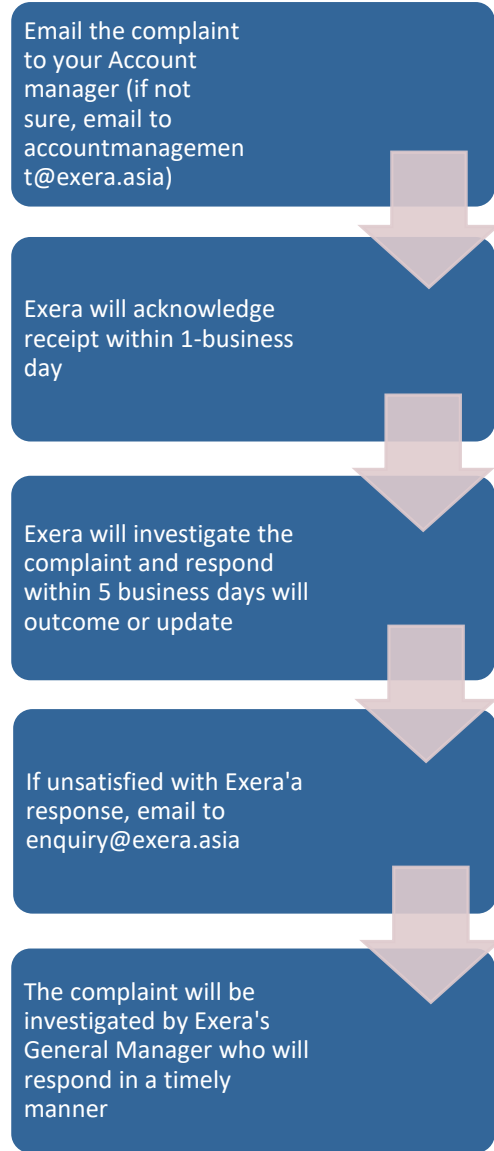 Email the complaint
to your Account
manager (if not
sure, email to
accountmanagemen
t@exera.asia)
Exera will acknowledge
receipt within 1-business
day
Exera will investigate the
complaint and respond
within 5 business days will
outcome or update
If unsatisfied with Exera'a
response, email to
enquiry@exera.asia
The complaint will be
investigated by Exera's
General Manager who will
respond in a timely
manner